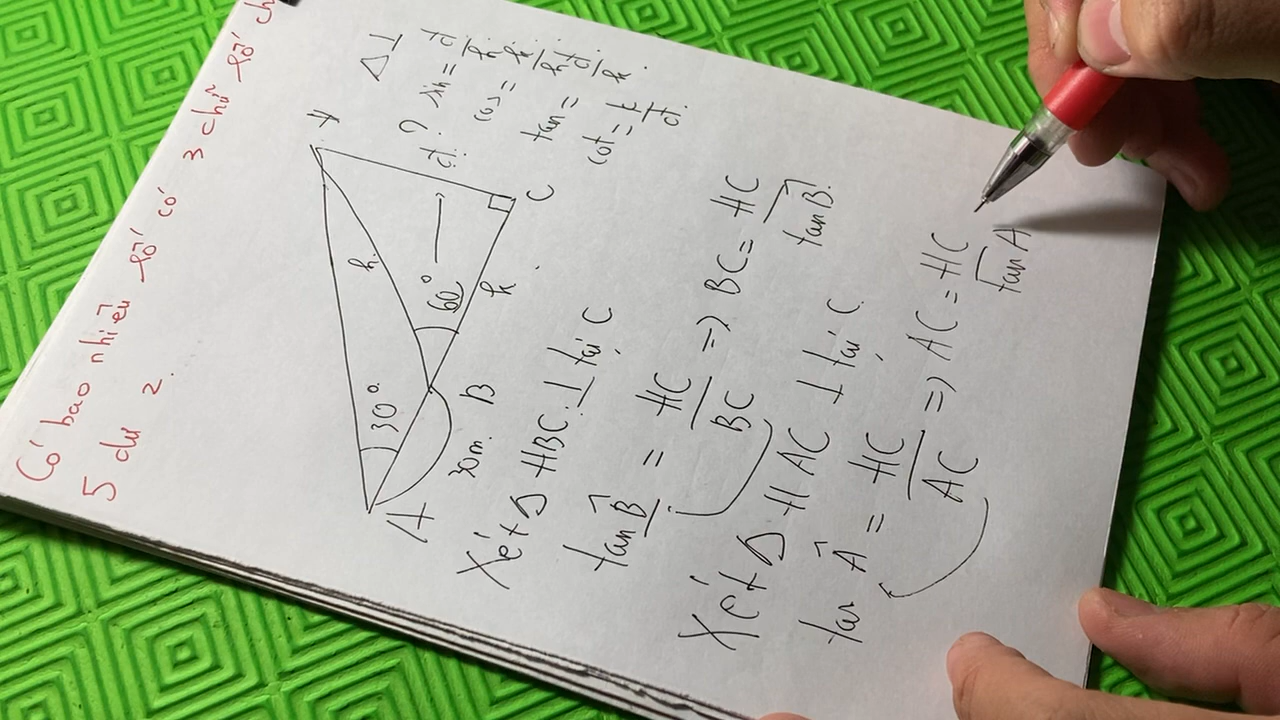 Có bao nhiêu số có 3 chữ số ch
5 dư 2.
Δ ⊥
H
đ ?
sin = đ/h
cos = k/h
tan = đ/k
cot = k/đ.
h
30°
60°
k
C
A
30m.
B
Xét Δ HBC ⊥ tại C
tan B̂ = HC/BC => BC = HC/tan B̂.
Xét Δ HAC ⊥ tại C
tan Â = HC/AC => AC = HC/tan A